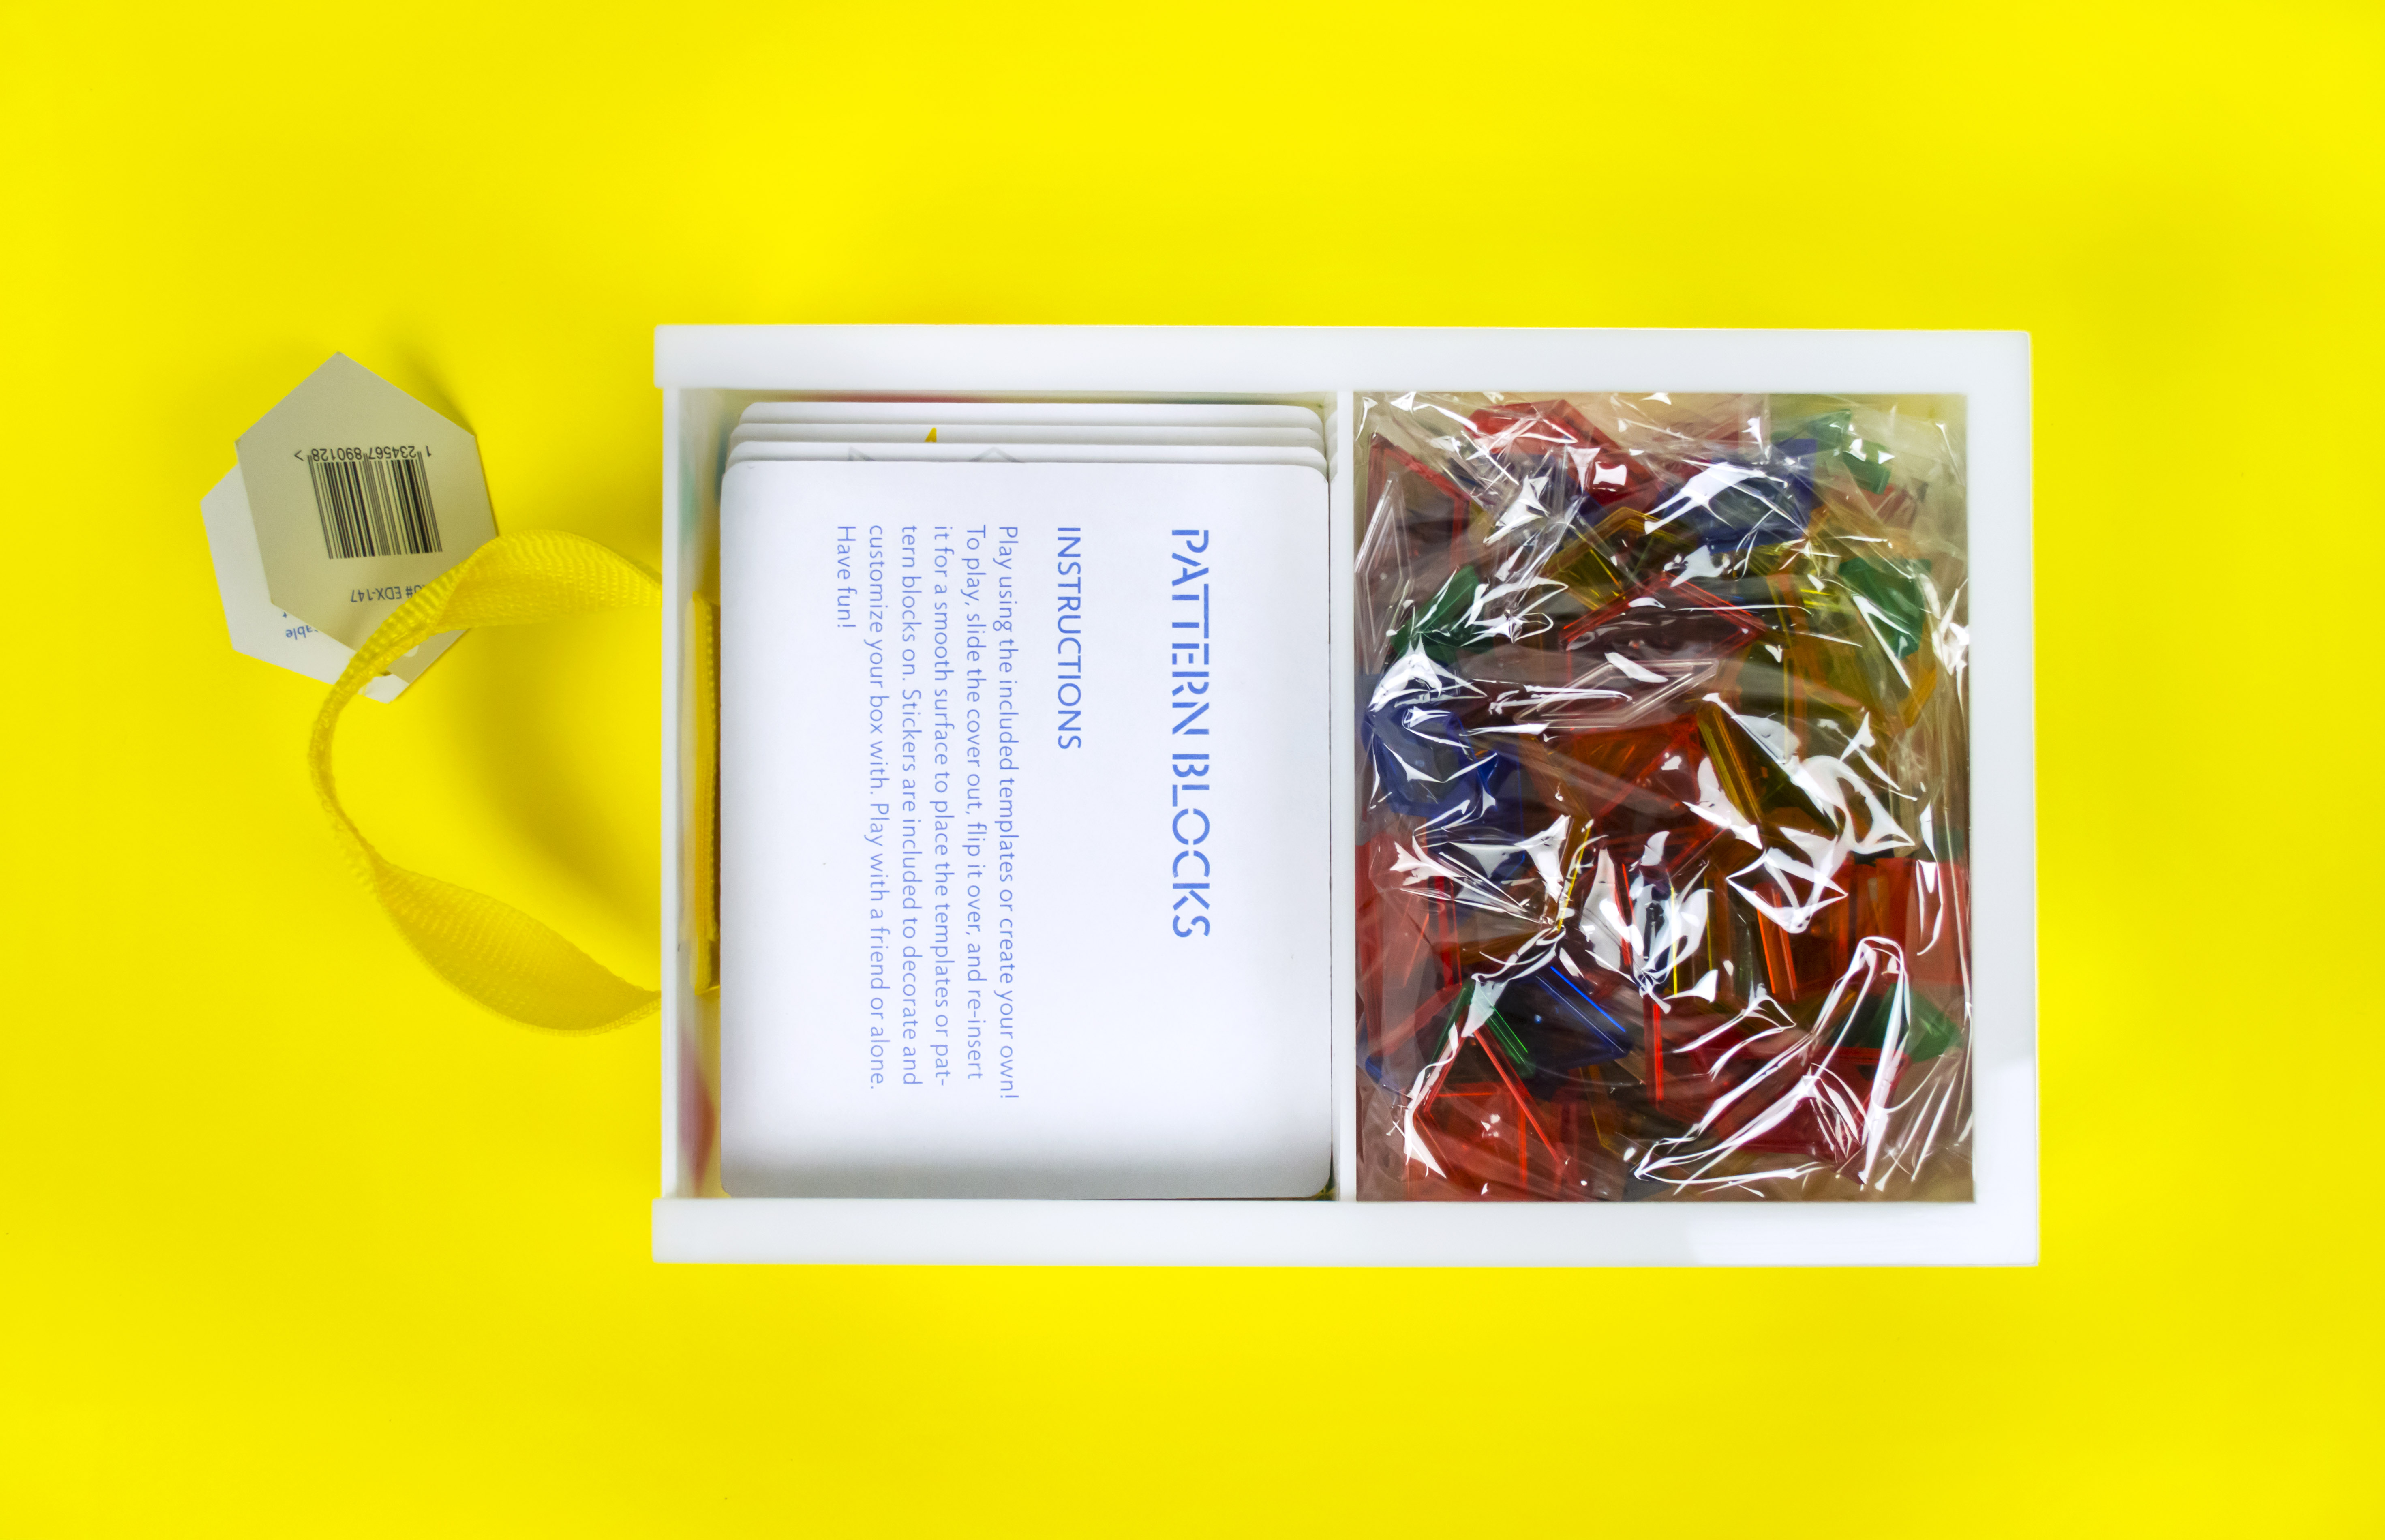 PATTERN BLOCKS
INSTRUCTIONS
Play using the included templates or create your own!
To play, slide the cover out, flip it over, and re-insert
it for a smooth surface to place the templates or pat-
tern blocks on. Stickers are included to decorate and
customize your box with. Play with a friend or alone.
Have fun!
1 234567 890128 >
# EDX-147